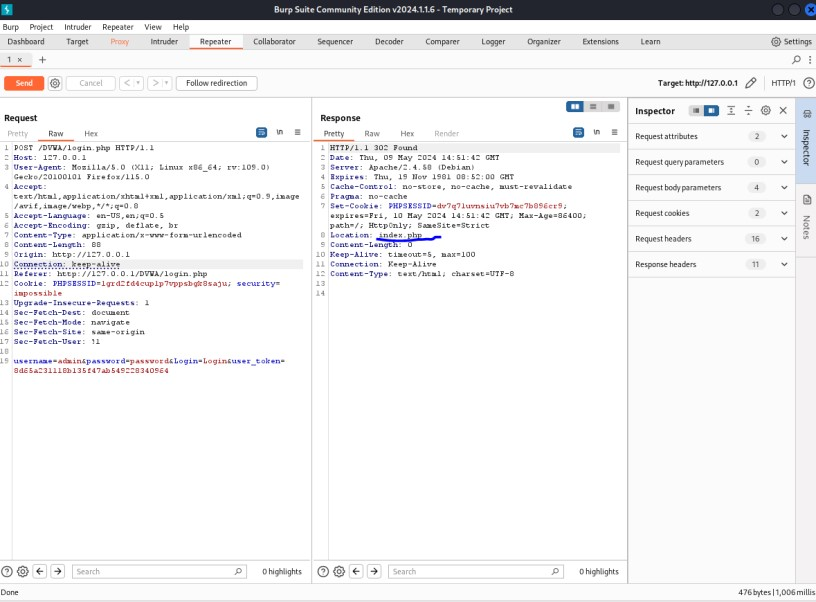 Burp Suite Community Edition v2024.1.1.6 - Temporary Project
Burp Project Intruder Repeater View Help
Dashboard Target Proxy Intruder Repeater Collaborator Sequencer Decoder Comparer Logger Organizer Extensions Learn Settings
1 × +
Send Cancel < > Follow redirection Target: http://127.0.0.1 HTTP/1
Request
Pretty Raw Hex \n
1 POST /DVWA/login.php HTTP/1.1
2 Host: 127.0.0.1
3 User-Agent: Mozilla/5.0 (X11; Linux x86_64; rv:109.0)
Gecko/20100101 Firefox/115.0
4 Accept:
text/html,application/xhtml+xml,application/xml;q=0.9,image
/avif,image/webp,*/*;q=0.8
5 Accept-Language: en-US,en;q=0.5
6 Accept-Encoding: gzip, deflate, br
7 Content-Type: application/x-www-form-urlencoded
8 Content-Length: 88
9 Origin: http://127.0.0.1
10 Connection: keep-alive
11 Referer: http://127.0.0.1/DVWA/login.php
12 Cookie: PHPSESSID=lgrd2fd4cup1p7vppsbgk8saju; security=
impossible
13 Upgrade-Insecure-Requests: 1
14 Sec-Fetch-Dest: document
15 Sec-Fetch-Mode: navigate
16 Sec-Fetch-Site: same-origin
17 Sec-Fetch-User: ?1
18
19 username=admin&password=password&Login=Login&user_token=
8d65a231118b135f47ab549228340964
Search 0 highlights
Response
Pretty Raw Hex Render \n
1 HTTP/1.1 302 Found
2 Date: Thu, 09 May 2024 14:51:42 GMT
3 Server: Apache/2.4.58 (Debian)
4 Expires: Thu, 19 Nov 1981 08:52:00 GMT
5 Cache-Control: no-store, no-cache, must-revalidate
6 Pragma: no-cache
7 Set-Cookie: PHPSESSID=dv7q7luvnsiu7vb7mc7b896cr9;
expires=Fri, 10 May 2024 14:51:42 GMT; Max-Age=86400;
path=/; HttpOnly; SameSite=Strict
8 Location: index.php
9 Content-Length: 0
10 Keep-Alive: timeout=5, max=100
11 Connection: Keep-Alive
12 Content-Type: text/html; charset=UTF-8
13
14
Search 0 highlights
Inspector
Request attributes 2
Request query parameters 0
Request body parameters 4
Request cookies 2
Request headers 16
Response headers 11
Inspector
Notes
Done 476 bytes | 1,006 millis